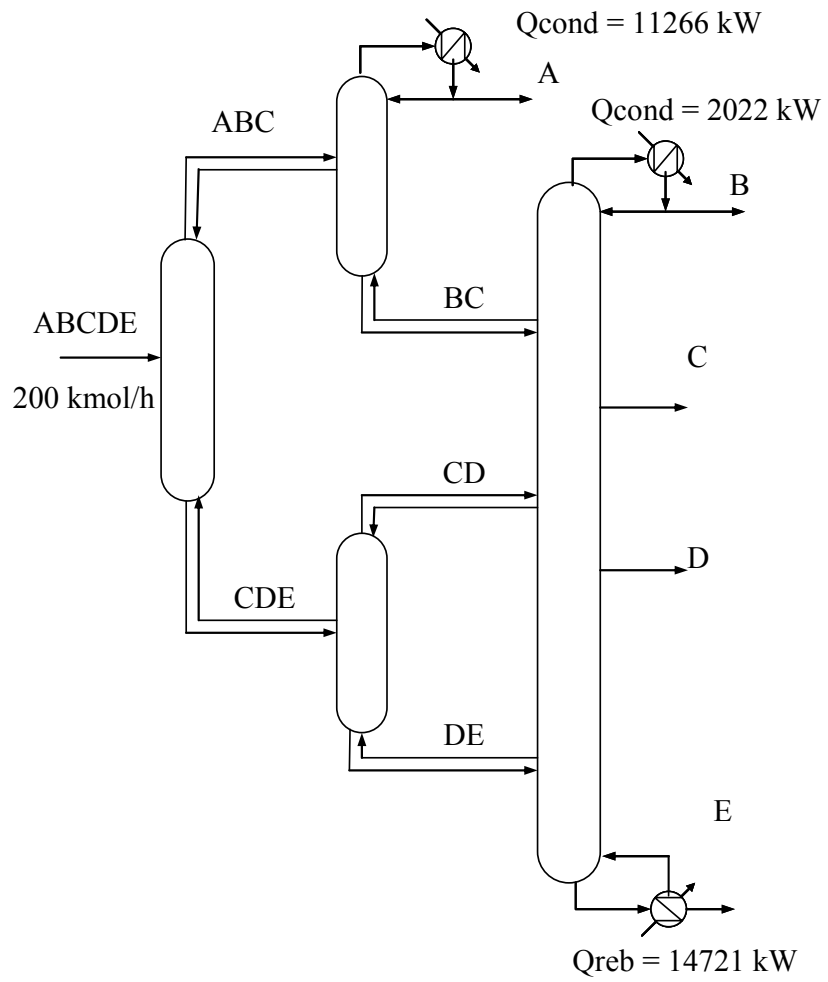 Qcond = 11266 kW
A
Qcond = 2022 kW
ABC
B
BC
ABCDE
C
200 kmol/h
CD
D
CDE
DE
E
Qreb = 14721 kW